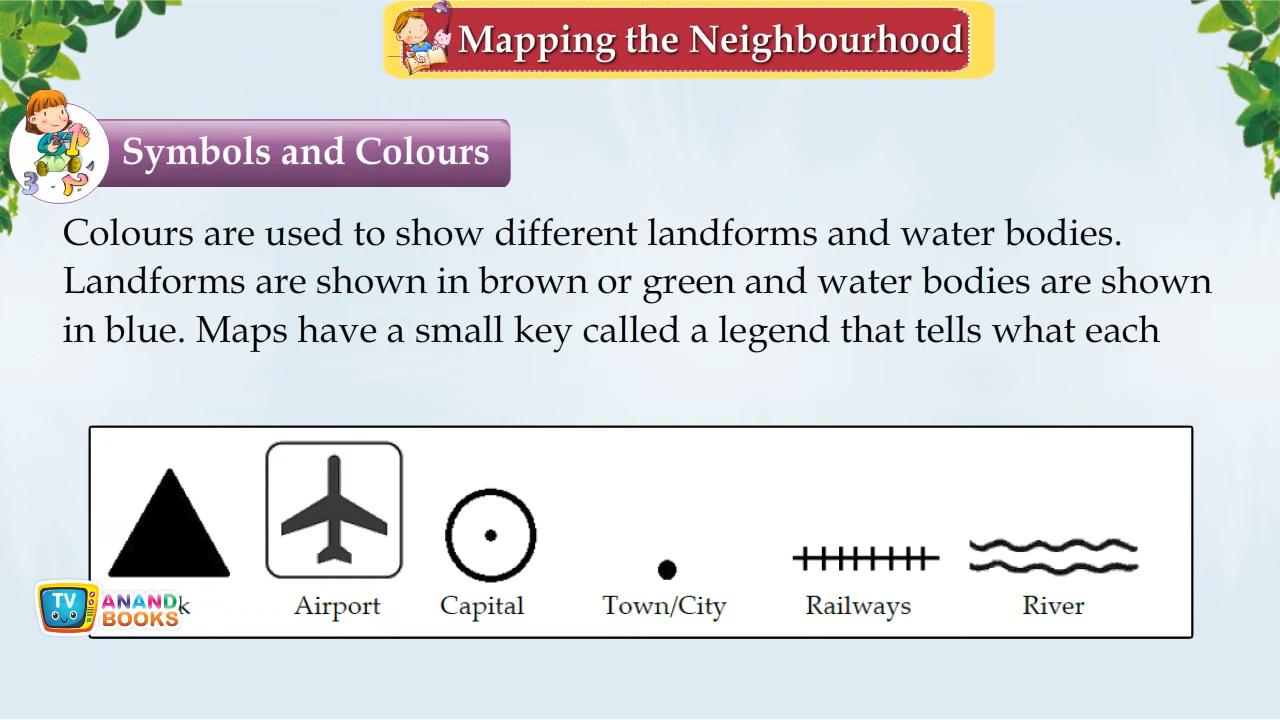 Mapping the Neighbourhood
Symbols and Colours
Colours are used to show different landforms and water bodies.
Landforms are shown in brown or green and water bodies are shown
in blue. Maps have a small key called a legend that tells what each
Airport Capital Town/City Railways River
TV ANAND
BOOKS